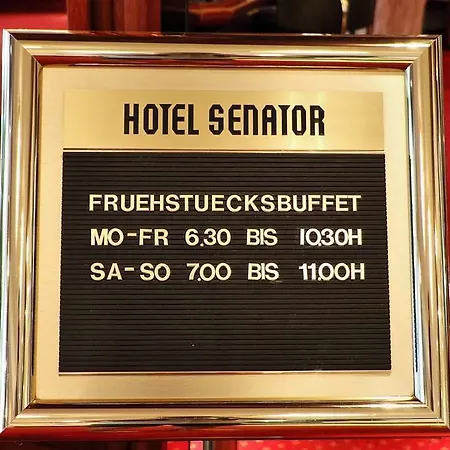 HOTEL SENATOR
FRUEHSTUECKSBUFFET
MO-FR 6.30 BIS 10.30H
SA-SO 7.00 BIS 11.00H